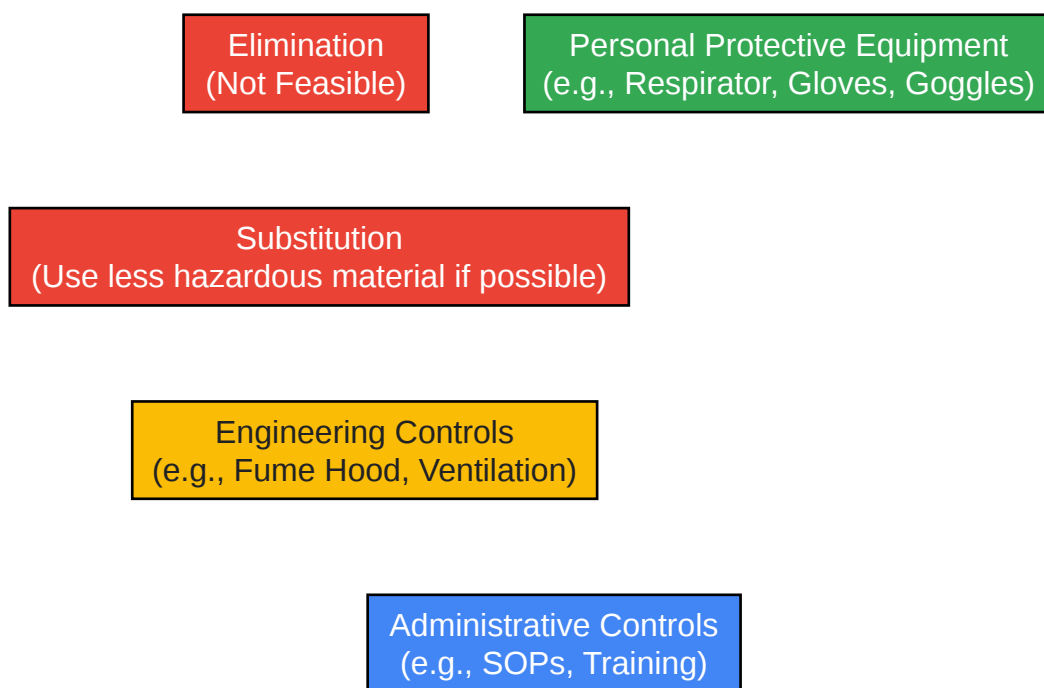 Elimination
(Not Feasible)
Personal Protective Equipment
(e.g., Respirator, Gloves, Goggles)
Substitution
(Use less hazardous material if possible)
Engineering Controls
(e.g., Fume Hood, Ventilation)
Administrative Controls
(e.g., SOPs, Training)